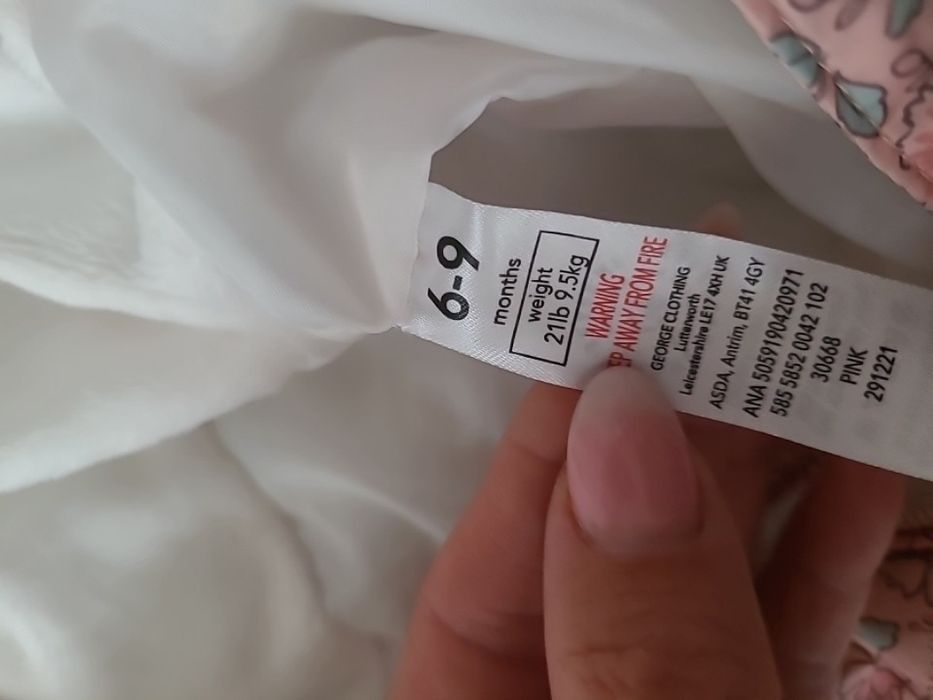 6-9
months
weight
21lb 9.5kg
WARNING
EP AWAY FROM FIRE
GEORGE CLOTHING
Lutterworth
Leicestershire LE17 4XH UK
ASDA, Antrim, BT41 4GY
ANA 5059190420971
585 5852 0042 102
30668
PINK
291221